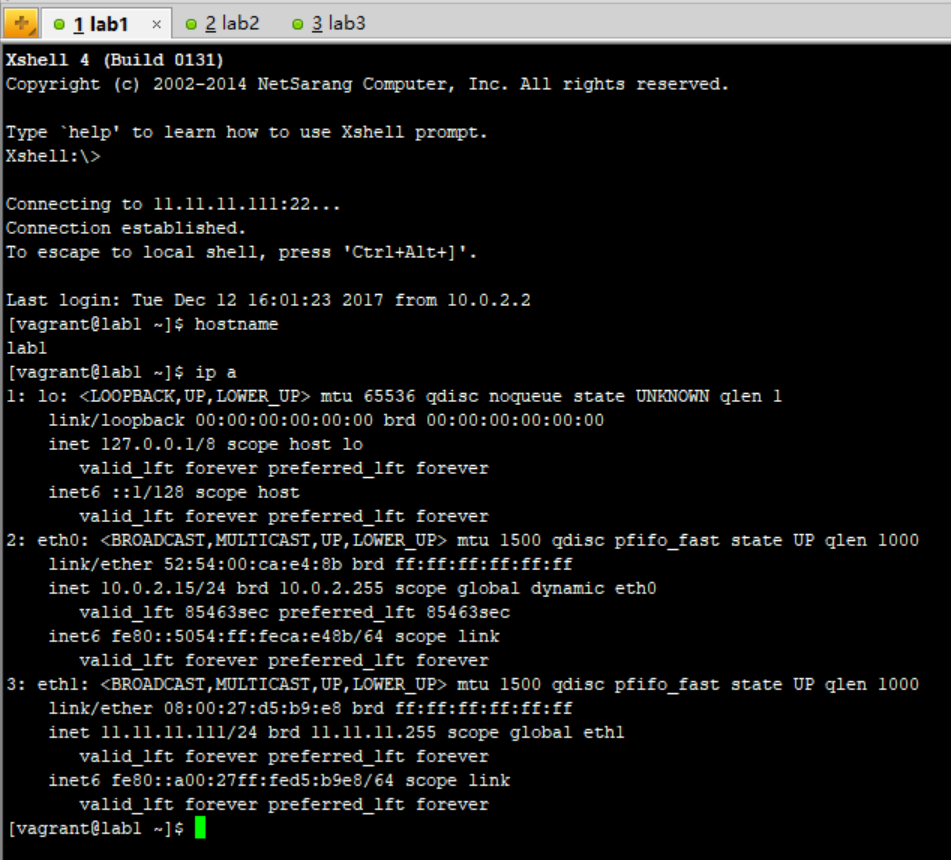 1 lab1 × 2 lab2 3 lab3
Xshell 4 (Build 0131)
Copyright (c) 2002-2014 NetSarang Computer, Inc. All rights reserved.
Type `help' to learn how to use Xshell prompt.
Xshell:\>
Connecting to 11.11.11.111:22...
Connection established.
To escape to local shell, press 'Ctrl+Alt+]'.
Last login: Tue Dec 12 16:01:23 2017 from 10.0.2.2
[vagrant@lab1 ~]$ hostname
lab1
[vagrant@lab1 ~]$ ip a
1: lo: <LOOPBACK,UP,LOWER_UP> mtu 65536 qdisc noqueue state UNKNOWN qlen 1
    link/loopback 00:00:00:00:00:00 brd 00:00:00:00:00:00
    inet 127.0.0.1/8 scope host lo
       valid_lft forever preferred_lft forever
    inet6 ::1/128 scope host
       valid_lft forever preferred_lft forever
2: eth0: <BROADCAST,MULTICAST,UP,LOWER_UP> mtu 1500 qdisc pfifo_fast state UP qlen 1000
    link/ether 52:54:00:ca:e4:8b brd ff:ff:ff:ff:ff:ff
    inet 10.0.2.15/24 brd 10.0.2.255 scope global dynamic eth0
       valid_lft 85463sec preferred_lft 85463sec
    inet6 fe80::5054:ff:feca:e48b/64 scope link
       valid_lft forever preferred_lft forever
3: eth1: <BROADCAST,MULTICAST,UP,LOWER_UP> mtu 1500 qdisc pfifo_fast state UP qlen 1000
    link/ether 08:00:27:d5:b9:e8 brd ff:ff:ff:ff:ff:ff
    inet 11.11.11.111/24 brd 11.11.11.255 scope global eth1
       valid_lft forever preferred_lft forever
    inet6 fe80::a00:27ff:fed5:b9e8/64 scope link
       valid_lft forever preferred_lft forever
[vagrant@lab1 ~]$